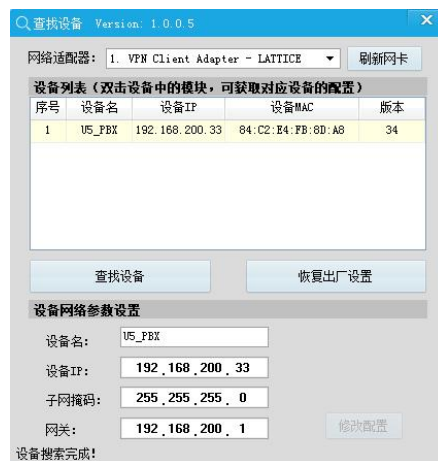 查找设备 Version: 1.0.0.5
网络适配器: 1. VPN Client Adapter - LATTICE 刷新网卡
设备列表（双击设备中的模块，可获取对应设备的配置）
序号 设备名 设备IP 设备MAC 版本
1 U5_PBX 192.168.200.33 84:C2:E4:FB:8D:A8 34
查找设备 恢复出厂设置
设备网络参数设置
设备名: U5_PBX
设备IP: 192.168.200.33
子网掩码: 255.255.255.0
网关: 192.168.200.1 修改配置
设备搜索完成!